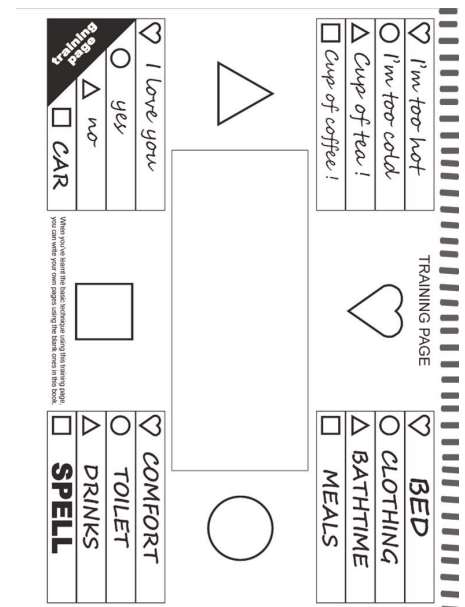 I'm too hot
I'm too cold
Cup of tea !
Cup of coffee !
TRAINING PAGE
BED
CLOTHING
BATHTIME
MEALS
I love you
yes
no
CAR
training
page
When you've learnt the basic technique using this training page,
you can write your own pages using the blank ones in this book.
COMFORT
TOILET
DRINKS
SPELL